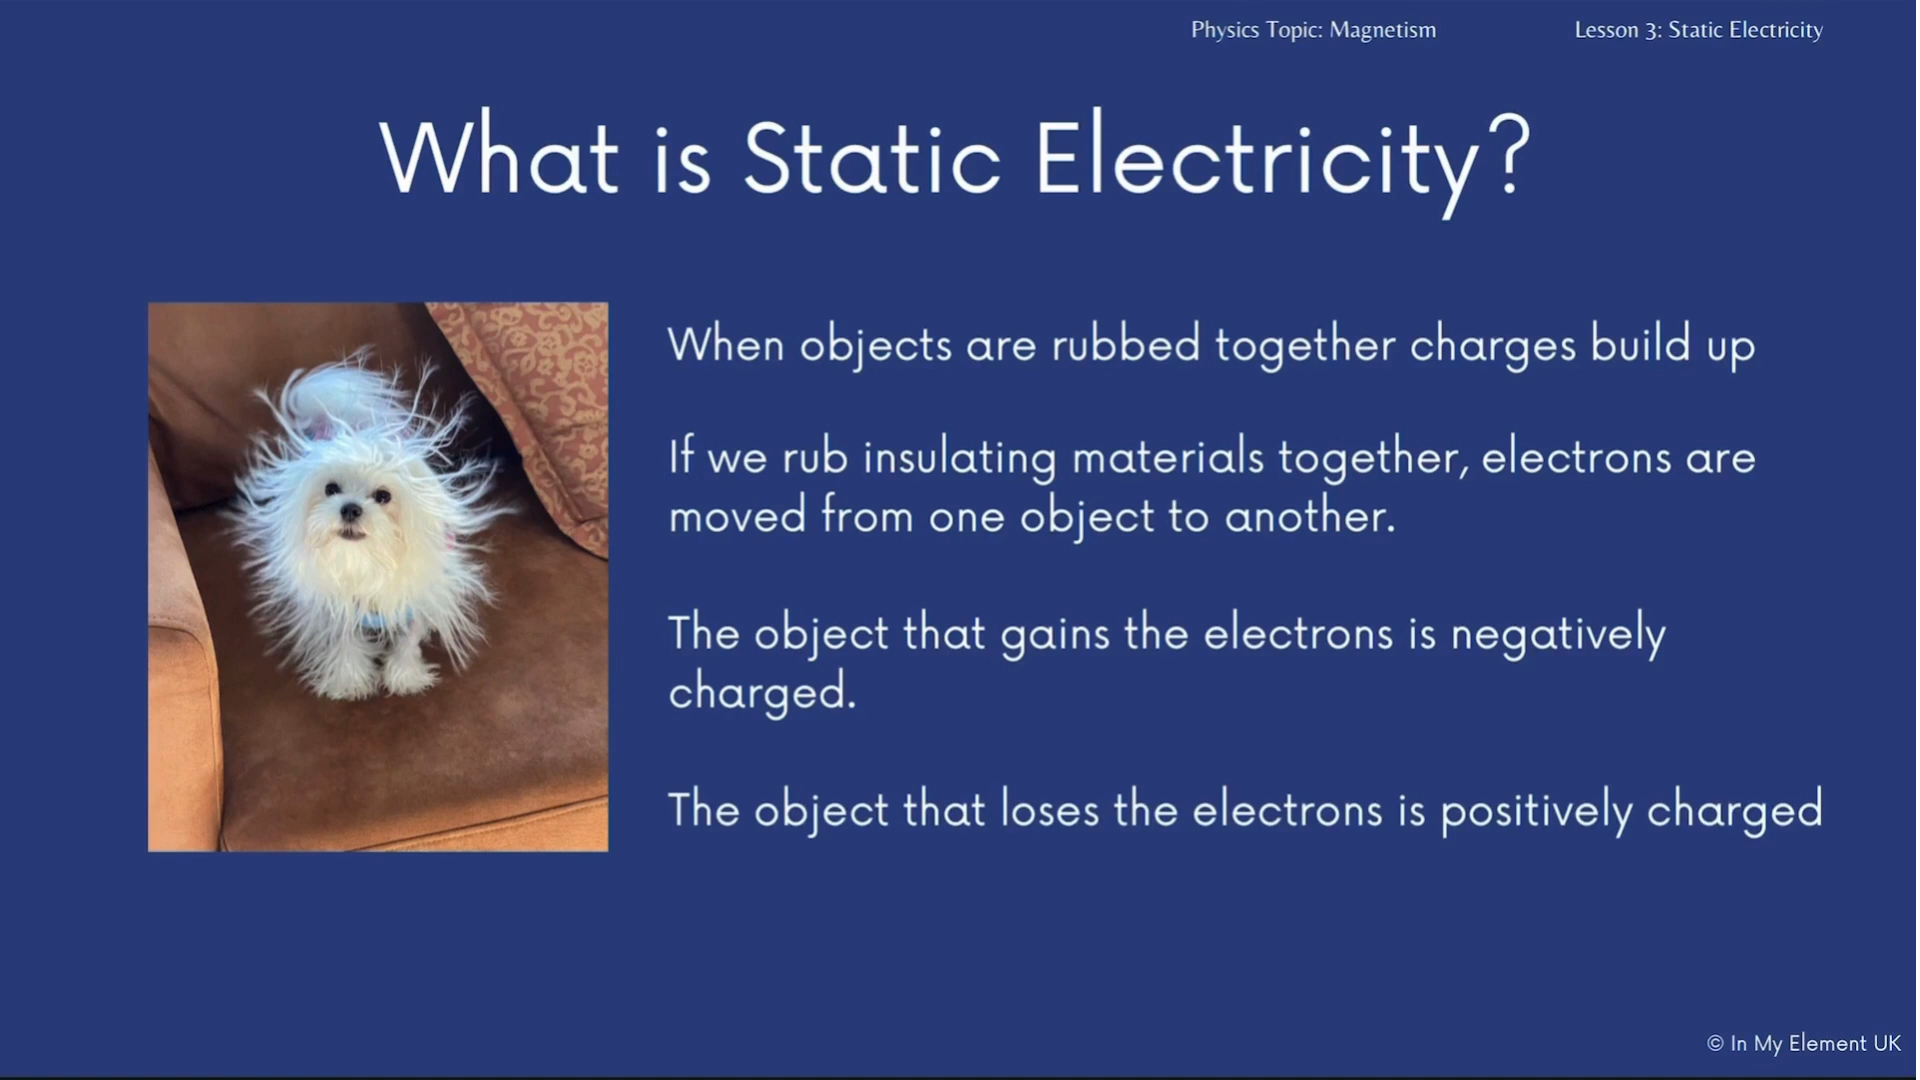 Physics Topic: Magnetism
Lesson 3: Static Electricity
What is Static Electricity?
When objects are rubbed together charges build up
If we rub insulating materials together, electrons are
moved from one object to another.
The object that gains the electrons is negatively
charged.
The object that loses the electrons is positively charged
© In My Element UK